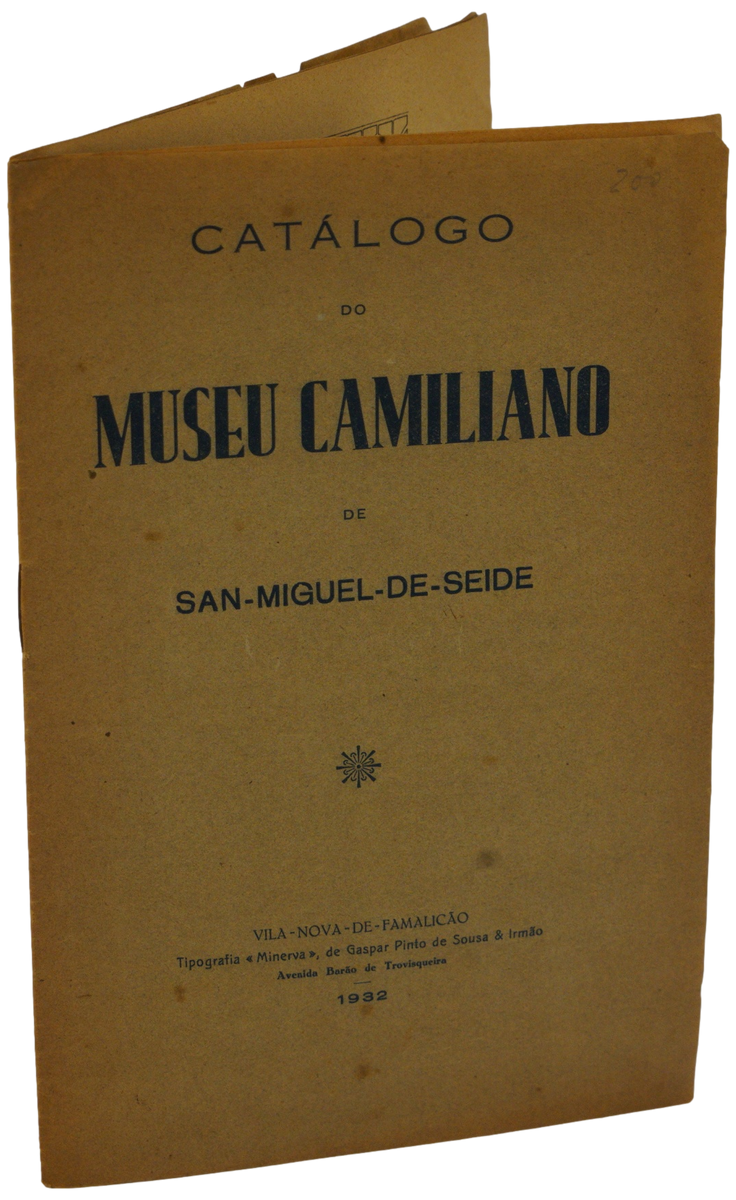 200
CATÁLOGO
DO
MUSEU CAMILIANO
DE
SAN-MIGUEL-DE-SEIDE
VILA-NOVA-DE-FAMALICÃO
Tipografia «Minerva», de Gaspar Pinto de Sousa & Irmão
Avenida Barão de Trovisqueira
1932